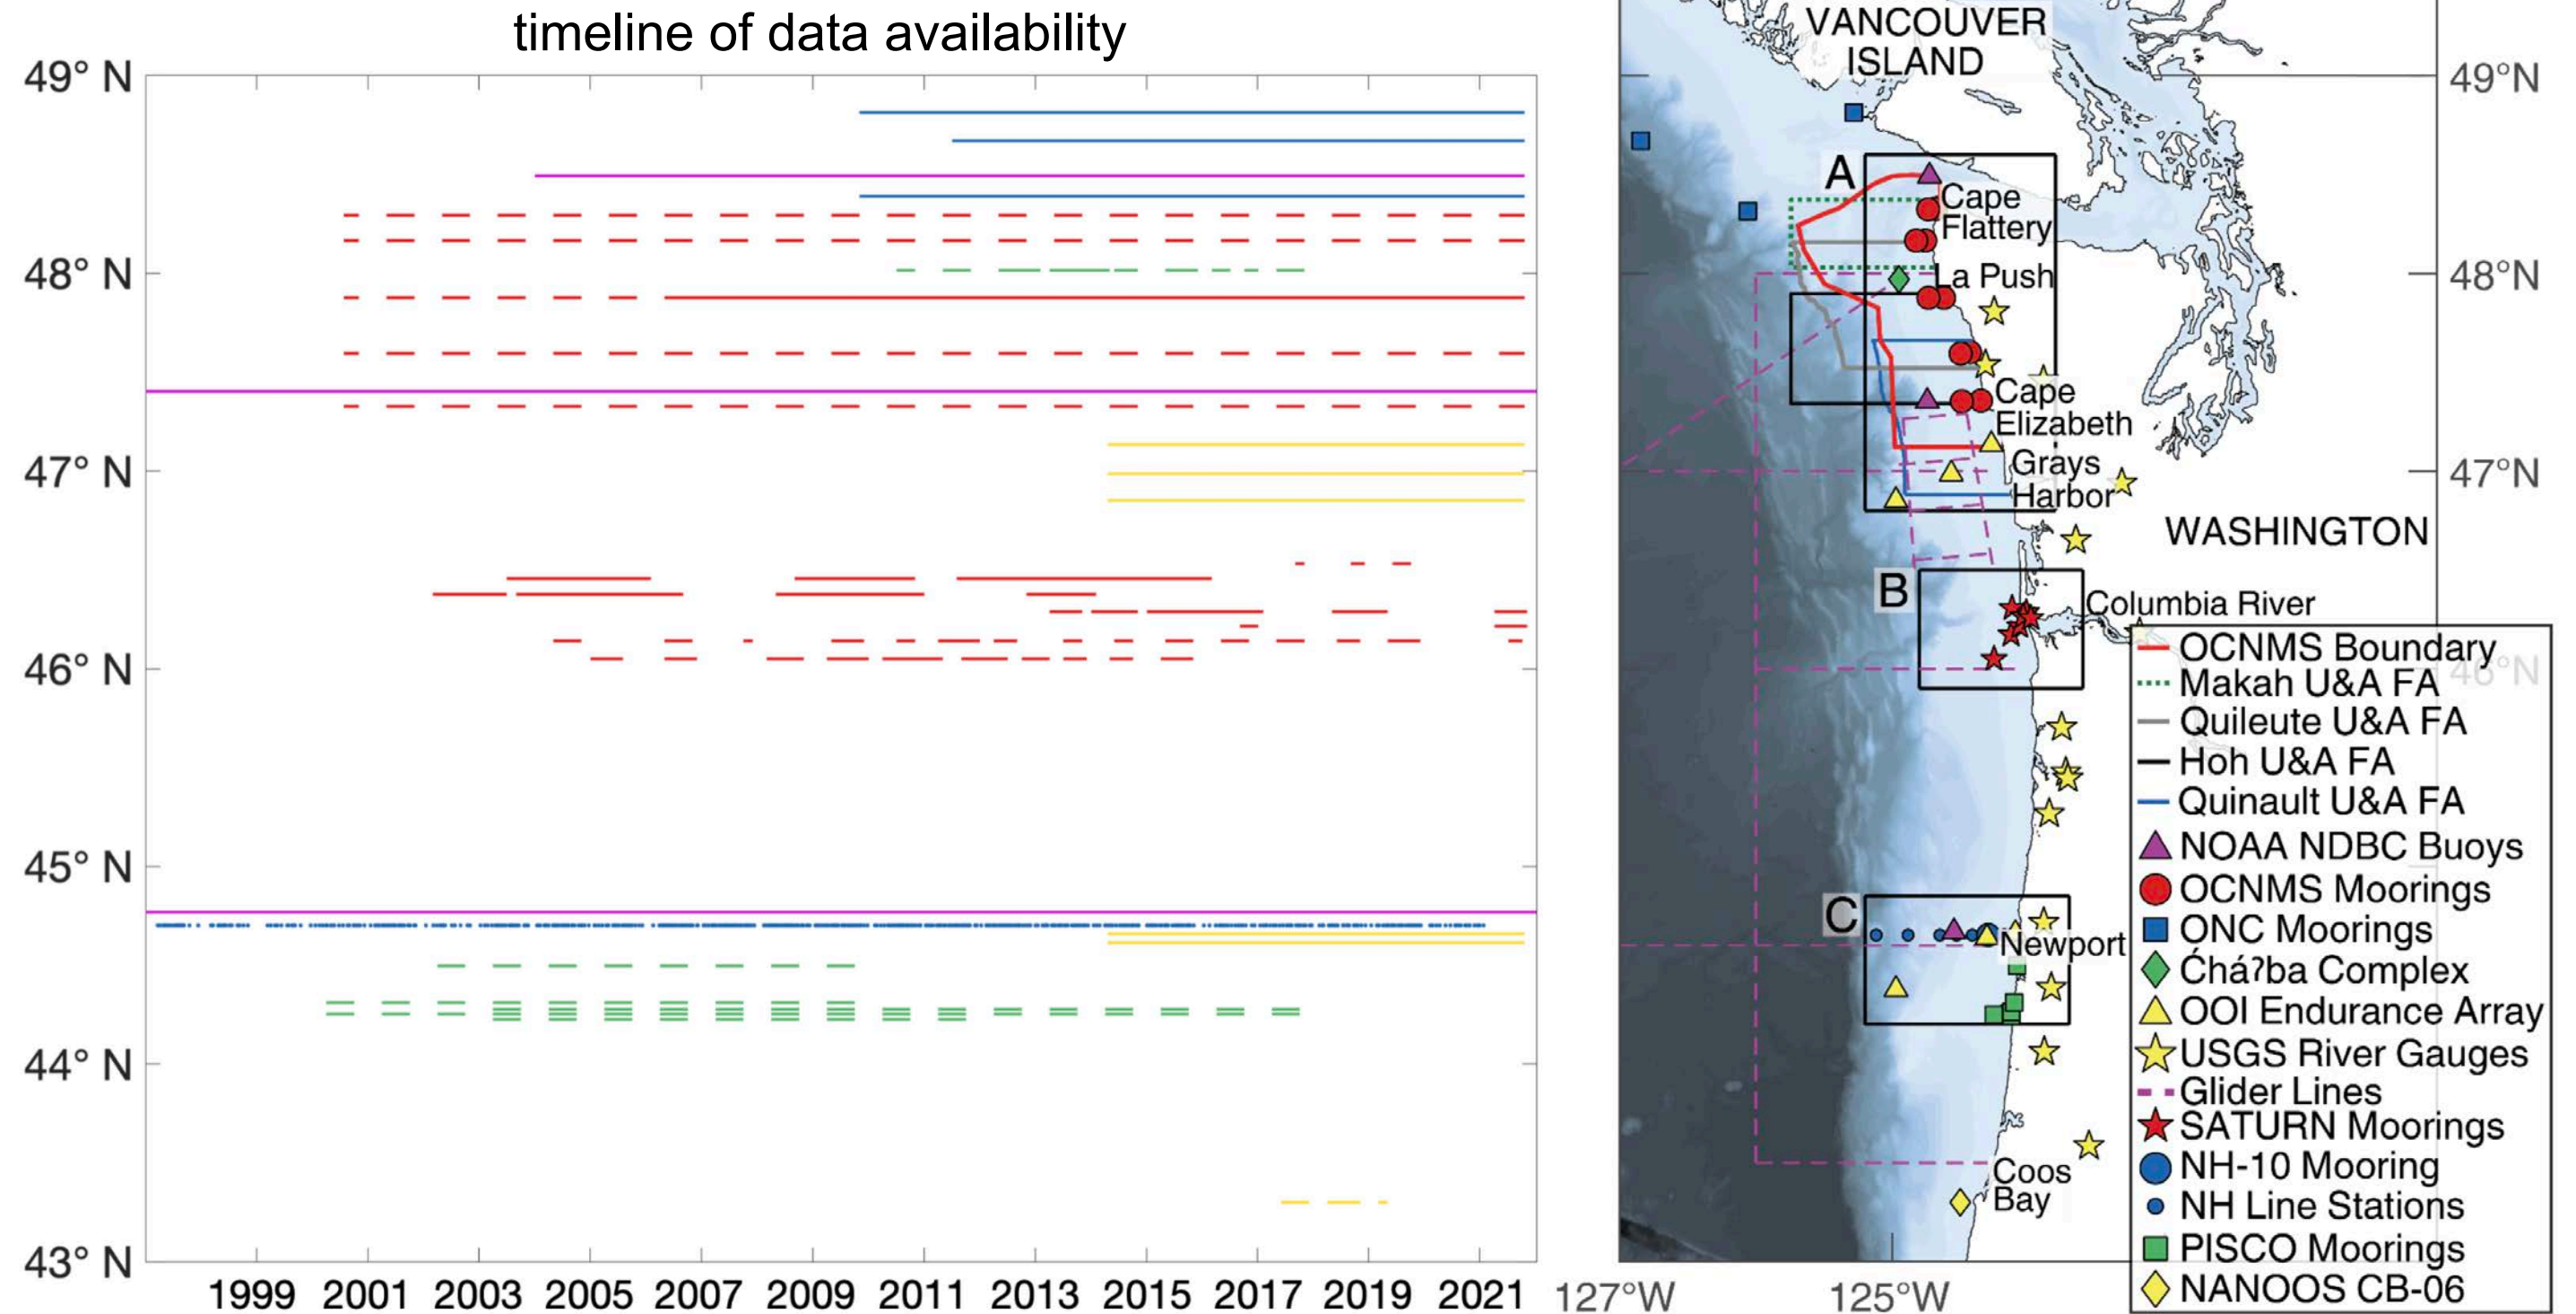 timeline of data availability
49° N
48° N
47° N
46° N
45° N
44° N
43° N
1999 2001 2003 2005 2007 2009 2011 2013 2015 2017 2019 2021
VANCOUVER
ISLAND
49°N
A
Cape
Flattery
48°N
La Push
Cape
Elizabeth
47°N
Grays
Harbor
WASHINGTON
B
Columbia River
46°N
C
Newport
Coos
Bay
127°W
125°W
OCNMS Boundary
Makah U&A FA
Quileute U&A FA
Hoh U&A FA
Quinault U&A FA
NOAA NDBC Buoys
OCNMS Moorings
ONC Moorings
Ćháʔba Complex
OOI Endurance Array
USGS River Gauges
Glider Lines
SATURN Moorings
NH-10 Mooring
NH Line Stations
PISCO Moorings
NANOOS CB-06